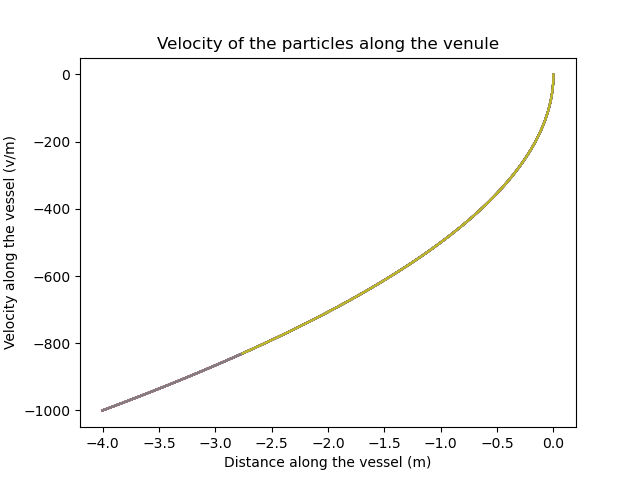 Velocity of the particles along the venule
0
−200
−400
−600
−800
−1000
Velocity along the vessel (v/m)
−4.0 −3.5 −3.0 −2.5 −2.0 −1.5 −1.0 −0.5 0.0
Distance along the vessel (m)